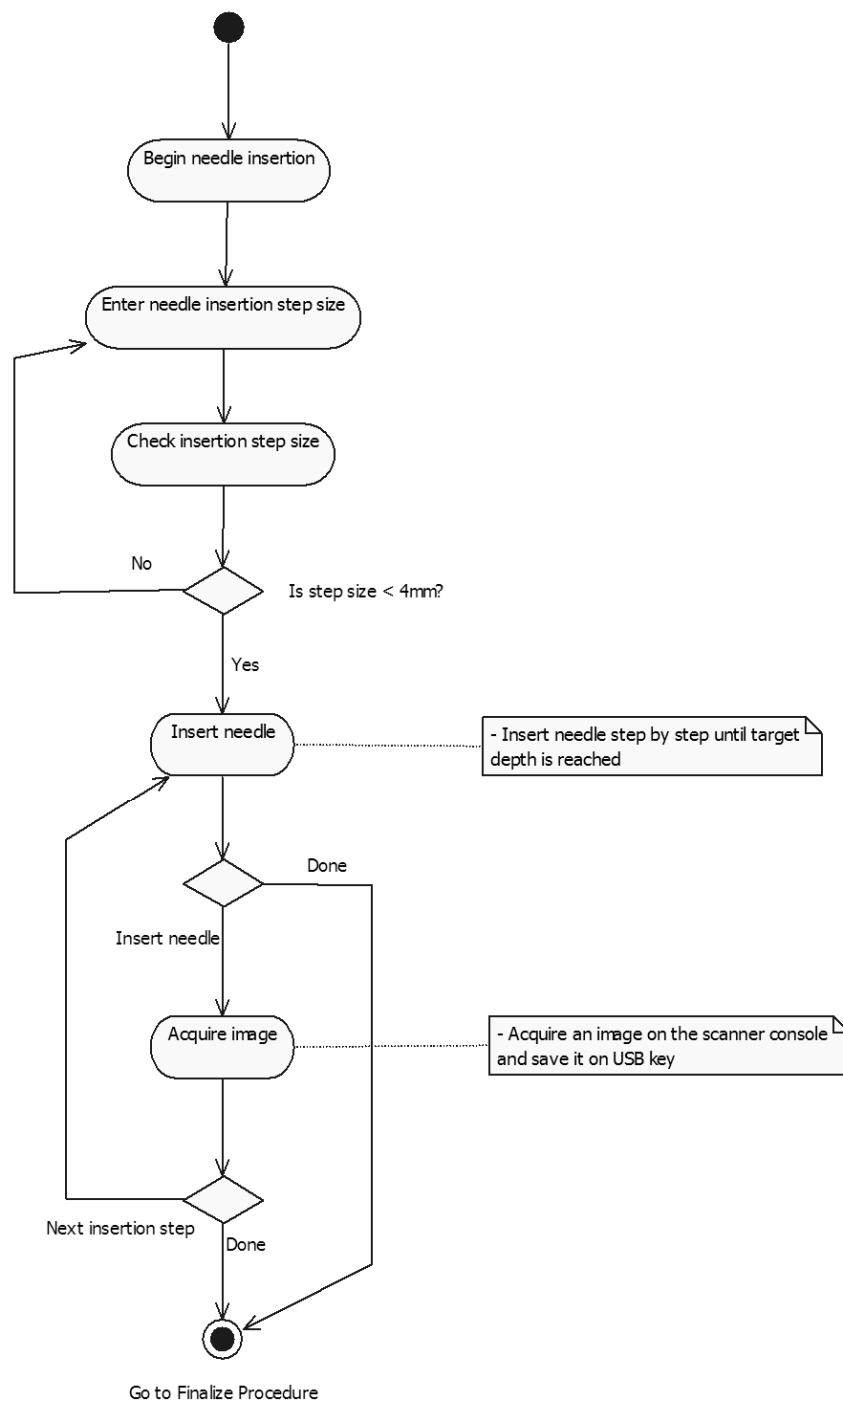 Begin needle insertion
Enter needle insertion step size
Check insertion step size
No
Is step size < 4mm?
Yes
Insert needle
- Insert needle step by step until target
depth is reached
Done
Insert needle
Acquire image
- Acquire an image on the scanner console
and save it on USB key
Next insertion step
Done
Go to Finalize Procedure